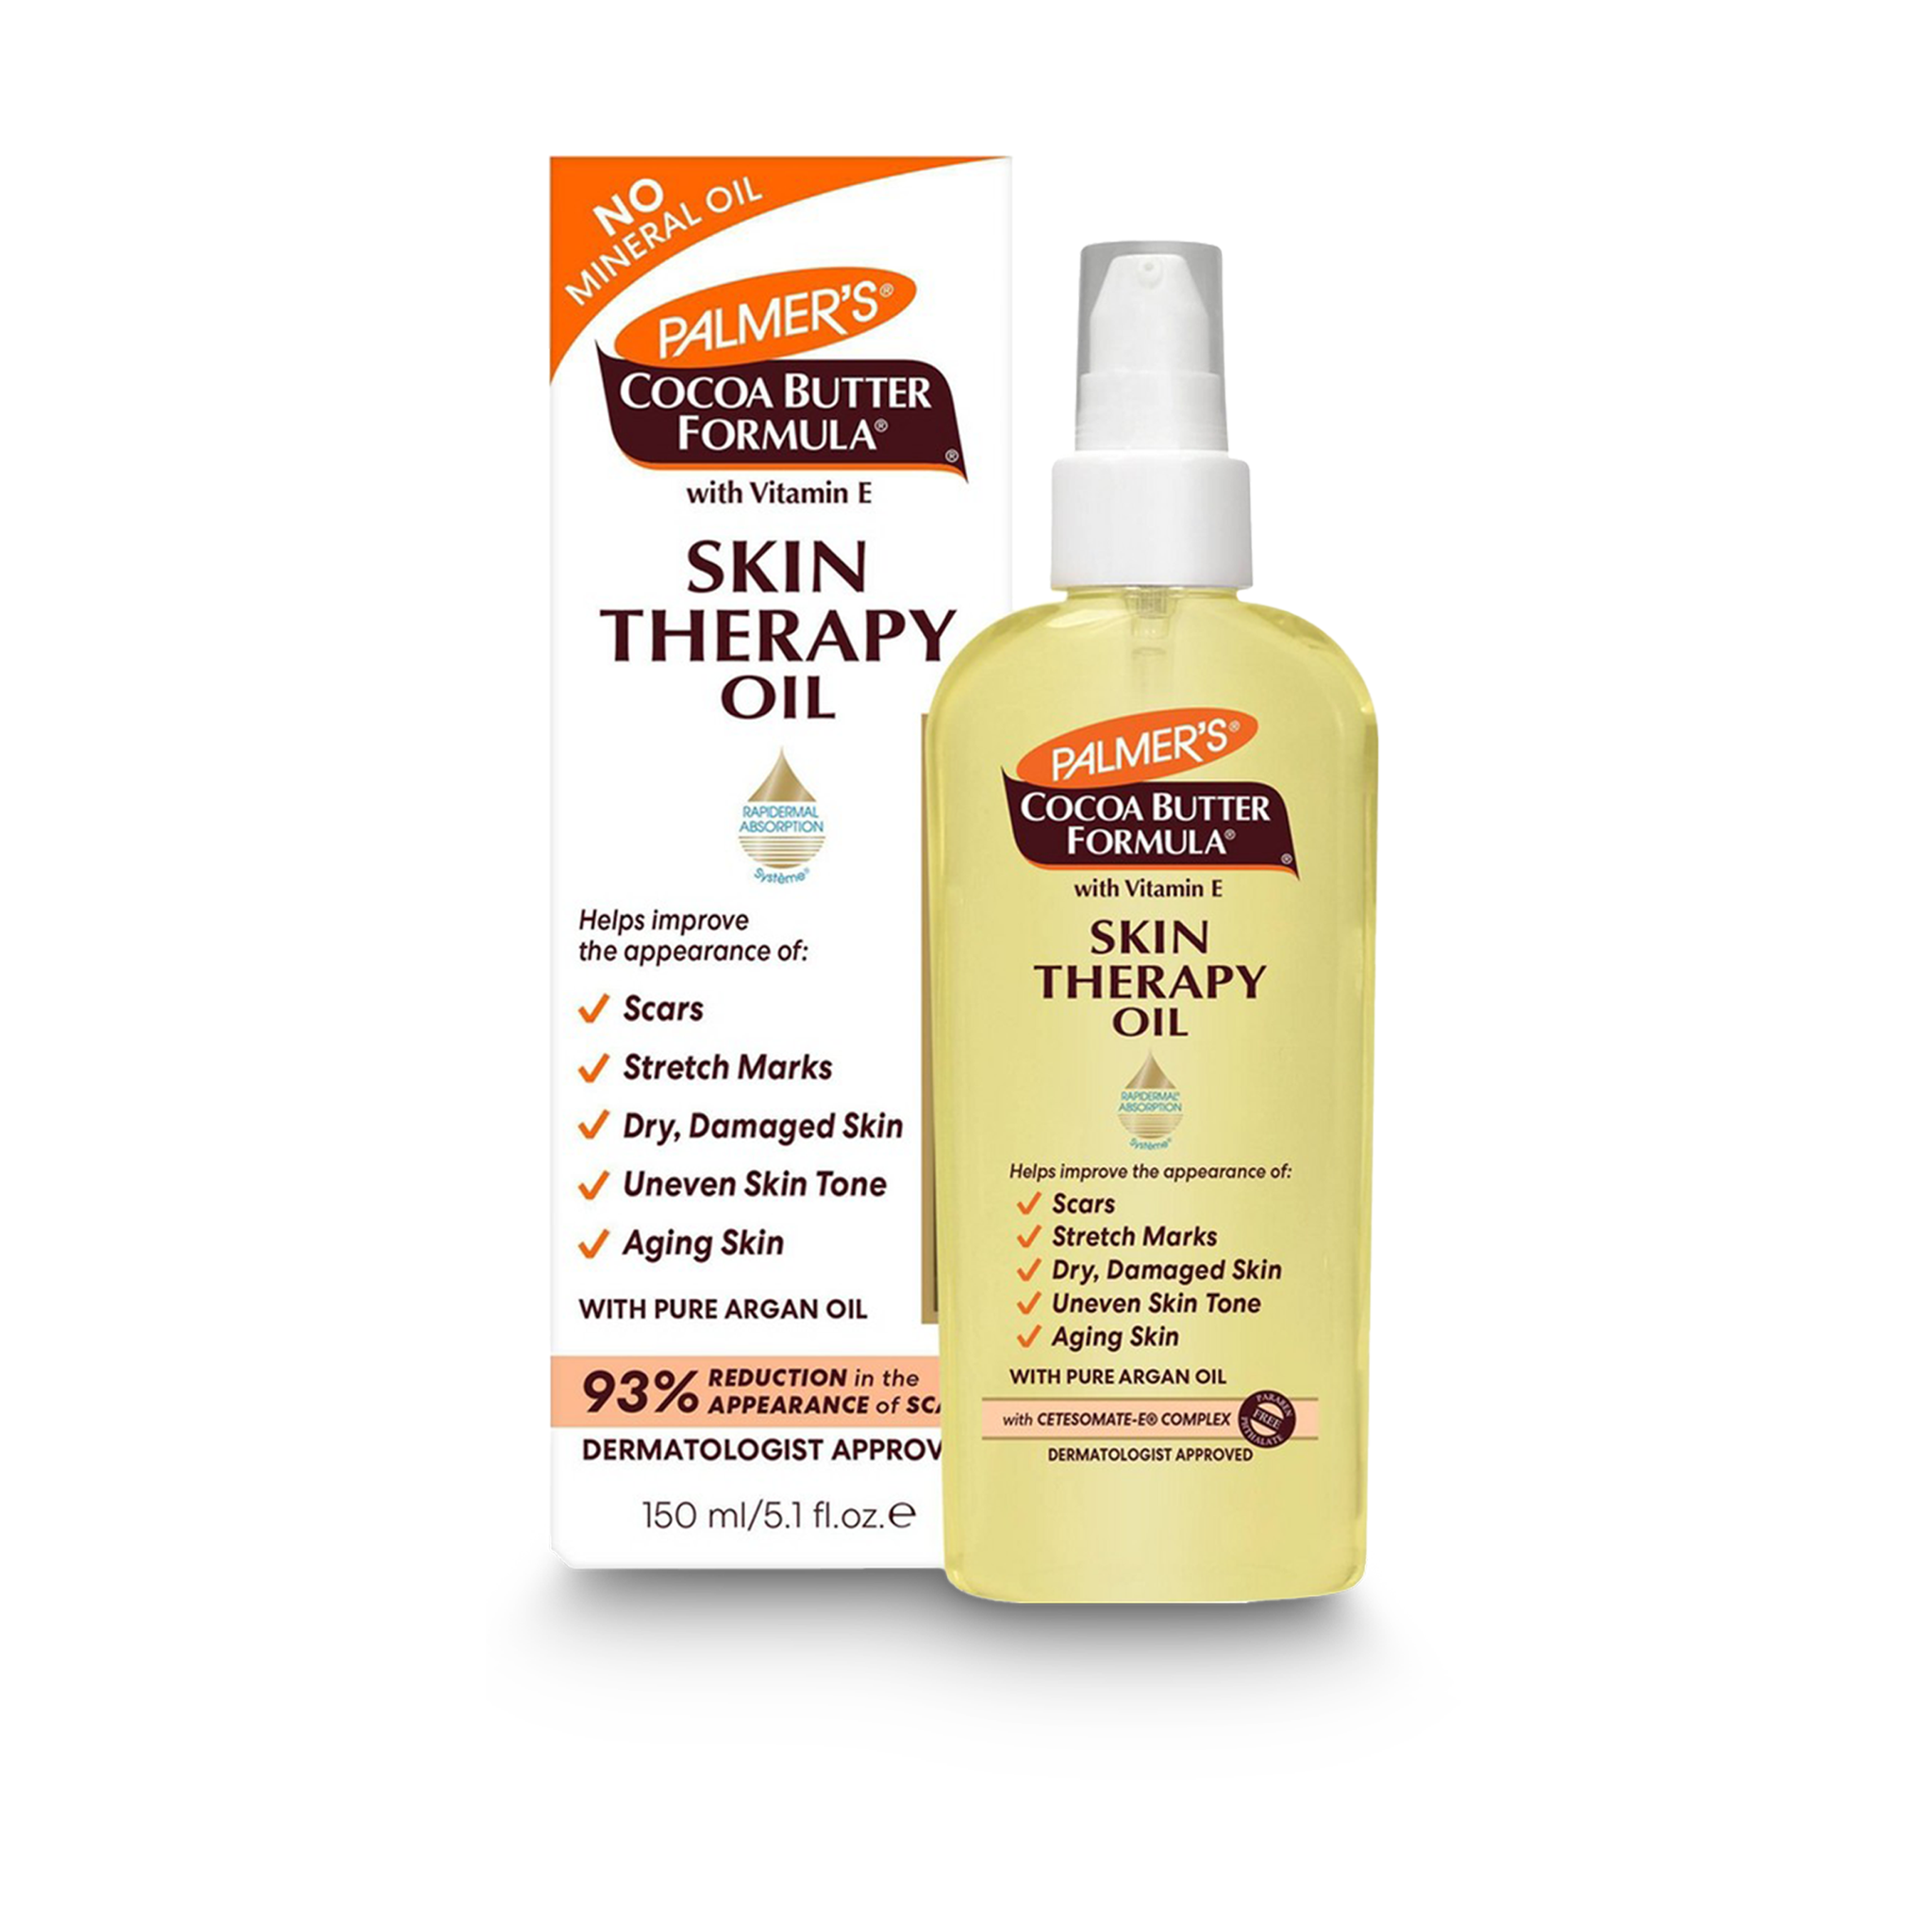 NO
MINERAL OIL
PALMER'S®
COCOA BUTTER
FORMULA®
®
with Vitamin E
SKIN
THERAPY
OIL
RAPIDERMAL
ABSORPTION
Système®
Helps improve
the appearance of:
Scars
Stretch Marks
Dry, Damaged Skin
Uneven Skin Tone
Aging Skin
WITH PURE ARGAN OIL
93% REDUCTION in the
APPEARANCE of SCA
DERMATOLOGIST APPROV
150 ml/5.1 fl.oz.e
PALMER'S®
COCOA BUTTER
FORMULA®
®
with Vitamin E
SKIN
THERAPY
OIL
RAPIDERMAL®
ABSORPTION
Système®
Helps improve the appearance of:
Scars
Stretch Marks
Dry, Damaged Skin
Uneven Skin Tone
Aging Skin
WITH PURE ARGAN OIL
with CETESOMATE-E® COMPLEX
PARABEN
FREE
PHTHALATE
DERMATOLOGIST APPROVED